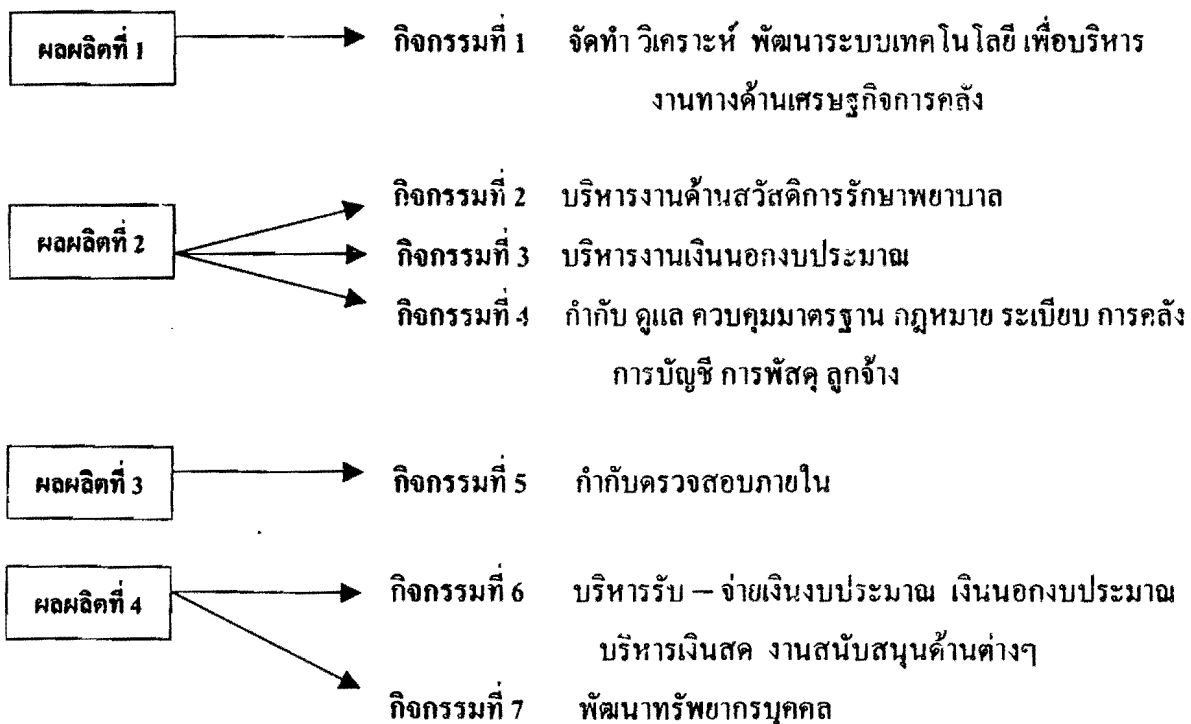 ผลผลิตที่ 1 กิจกรรมที่ 1 จัดทำ วิเคราะห์ พัฒนาระบบเทคโนโลยี เพื่อบริหาร
งานทางด้านเศรษฐกิจการคลัง
กิจกรรมที่ 2 บริหารงานด้านสวัสดิการรักษาพยาบาล
ผลผลิตที่ 2 กิจกรรมที่ 3 บริหารงานเงินนอกงบประมาณ
กิจกรรมที่ 4 กำกับ ดูแล ควบคุมมาตรฐาน กฎหมาย ระเบียบ การคลัง
การบัญชี การพัสดุ ลูกจ้าง
ผลผลิตที่ 3 กิจกรรมที่ 5 กำกับตรวจสอบภายใน
ผลผลิตที่ 4 กิจกรรมที่ 6 บริหารรับ – จ่ายเงินงบประมาณ เงินนอกงบประมาณ
บริหารเงินสด งานสนับสนุนด้านต่างๆ
กิจกรรมที่ 7 พัฒนาทรัพยากรบุคคล